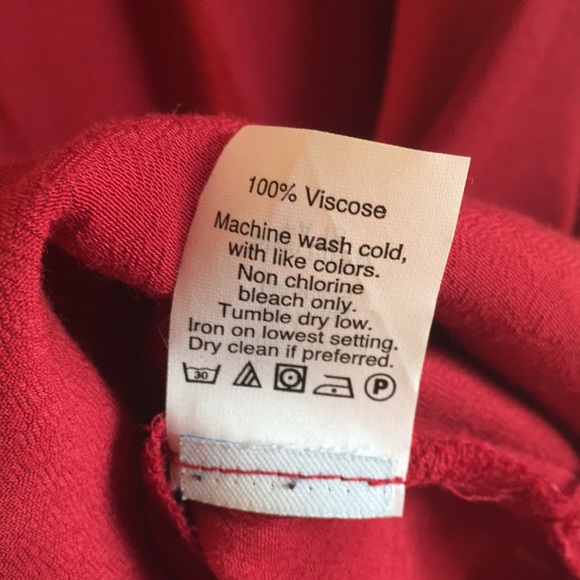 100% Viscose
Machine wash cold,
with like colors.
Non chlorine
bleach only.
Tumble dry low.
Iron on lowest setting.
Dry clean if preferred.
30 P